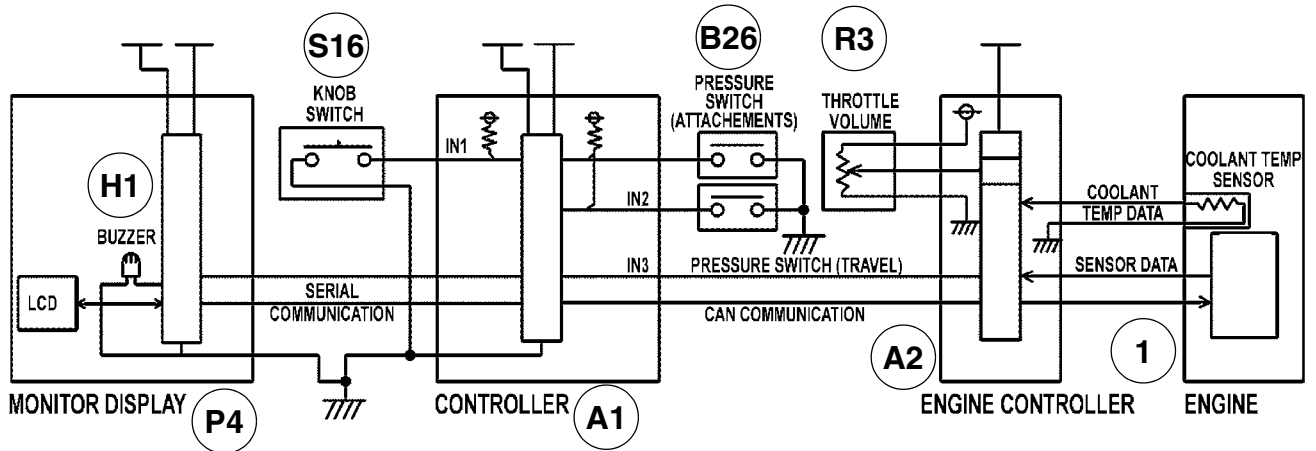 S16
B26
R3
KNOB
SWITCH
PRESSURE
SWITCH
(ATTACHEMENTS)
THROTTLE
VOLUME
IN1
H1
COOLANT TEMP
SENSOR
IN2
COOLANT
TEMP DATA
BUZZER
LCD
SERIAL
COMMUNICATION
IN3
PRESSURE SWITCH (TRAVEL)
SENSOR DATA
CAN COMMUNICATION
A2
1
MONITOR DISPLAY
P4
CONTROLLER
A1
ENGINE CONTROLLER
ENGINE